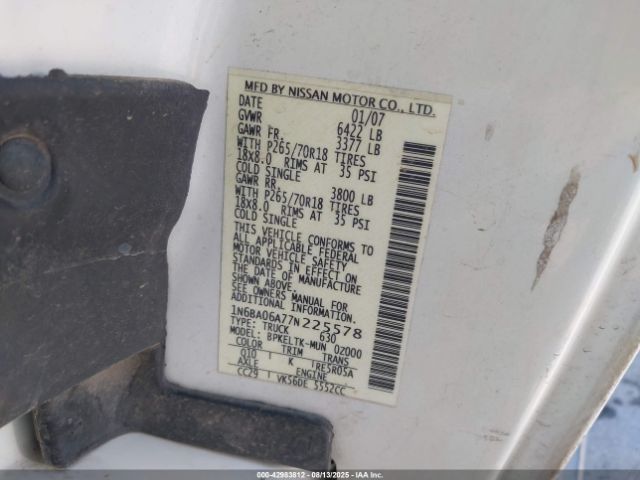 MFD BY NISSAN MOTOR CO., LTD.
DATE 01/07
GVWR 6422 LB
GAWR FR. 3377 LB
WITH P265/70R18 TIRES
18X8.0 RIMS AT 35 PSI
COLD SINGLE
GAWR RR. 3800 LB
WITH P265/70R18 TIRES
18X8.0 RIMS AT 35 PSI
COLD SINGLE
THIS VEHICLE CONFORMS TO
ALL APPLICABLE FEDERAL
MOTOR VEHICLE SAFETY
STANDARDS IN EFFECT ON
THE DATE OF MANUFACTURE
SHOWN ABOVE.
SEE OWNERS MANUAL FOR
ADDITIONAL INFORMATION.
1N6BA06A77N225578
TYPE: TRUCK 630
MODEL: BPKELTK-MUN 02000
COLOR TRIM TRANS
Q10 K RE5R05A
AXLE ENGINE
CC29 VK56DE 5552CC
000-42983812 - 08/13/2025 - IAAI.COM